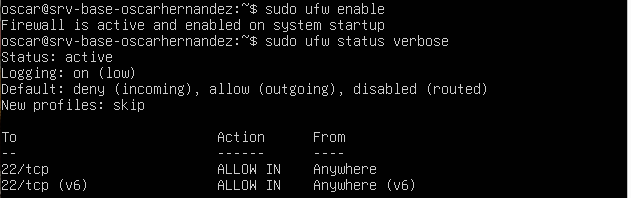 oscar@srv-base-oscarhernandez:~$ sudo ufw enable
Firewall is active and enabled on system startup
oscar@srv-base-oscarhernandez:~$ sudo ufw status verbose
Status: active
Logging: on (low)
Default: deny (incoming), allow (outgoing), disabled (routed)
New profiles: skip
To                         Action      From
--                         ------      ----
22/tcp                     ALLOW IN    Anywhere
22/tcp (v6)                ALLOW IN    Anywhere (v6)